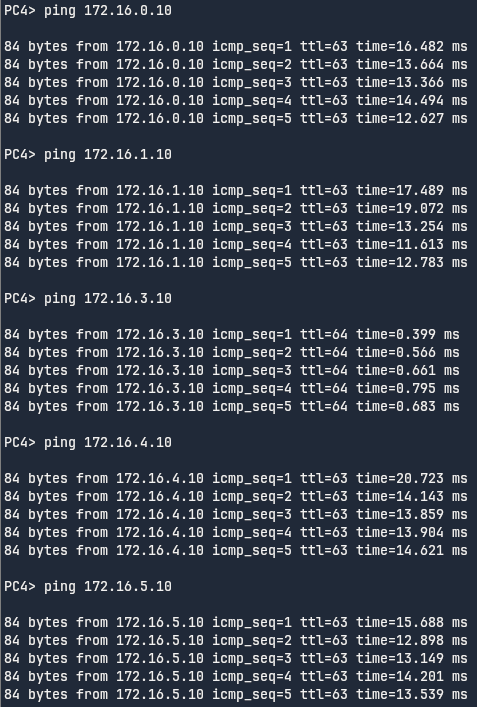 PC4> ping 172.16.0.10
84 bytes from 172.16.0.10 icmp_seq=1 ttl=63 time=16.482 ms
84 bytes from 172.16.0.10 icmp_seq=2 ttl=63 time=13.664 ms
84 bytes from 172.16.0.10 icmp_seq=3 ttl=63 time=13.366 ms
84 bytes from 172.16.0.10 icmp_seq=4 ttl=63 time=14.494 ms
84 bytes from 172.16.0.10 icmp_seq=5 ttl=63 time=12.627 ms
PC4> ping 172.16.1.10
84 bytes from 172.16.1.10 icmp_seq=1 ttl=63 time=17.489 ms
84 bytes from 172.16.1.10 icmp_seq=2 ttl=63 time=19.072 ms
84 bytes from 172.16.1.10 icmp_seq=3 ttl=63 time=13.254 ms
84 bytes from 172.16.1.10 icmp_seq=4 ttl=63 time=11.613 ms
84 bytes from 172.16.1.10 icmp_seq=5 ttl=63 time=12.783 ms
PC4> ping 172.16.3.10
84 bytes from 172.16.3.10 icmp_seq=1 ttl=64 time=0.399 ms
84 bytes from 172.16.3.10 icmp_seq=2 ttl=64 time=0.566 ms
84 bytes from 172.16.3.10 icmp_seq=3 ttl=64 time=0.661 ms
84 bytes from 172.16.3.10 icmp_seq=4 ttl=64 time=0.795 ms
84 bytes from 172.16.3.10 icmp_seq=5 ttl=64 time=0.683 ms
PC4> ping 172.16.4.10
84 bytes from 172.16.4.10 icmp_seq=1 ttl=63 time=20.723 ms
84 bytes from 172.16.4.10 icmp_seq=2 ttl=63 time=14.143 ms
84 bytes from 172.16.4.10 icmp_seq=3 ttl=63 time=13.859 ms
84 bytes from 172.16.4.10 icmp_seq=4 ttl=63 time=13.904 ms
84 bytes from 172.16.4.10 icmp_seq=5 ttl=63 time=14.621 ms
PC4> ping 172.16.5.10
84 bytes from 172.16.5.10 icmp_seq=1 ttl=63 time=15.688 ms
84 bytes from 172.16.5.10 icmp_seq=2 ttl=63 time=12.898 ms
84 bytes from 172.16.5.10 icmp_seq=3 ttl=63 time=13.149 ms
84 bytes from 172.16.5.10 icmp_seq=4 ttl=63 time=14.201 ms
84 bytes from 172.16.5.10 icmp_seq=5 ttl=63 time=13.539 ms